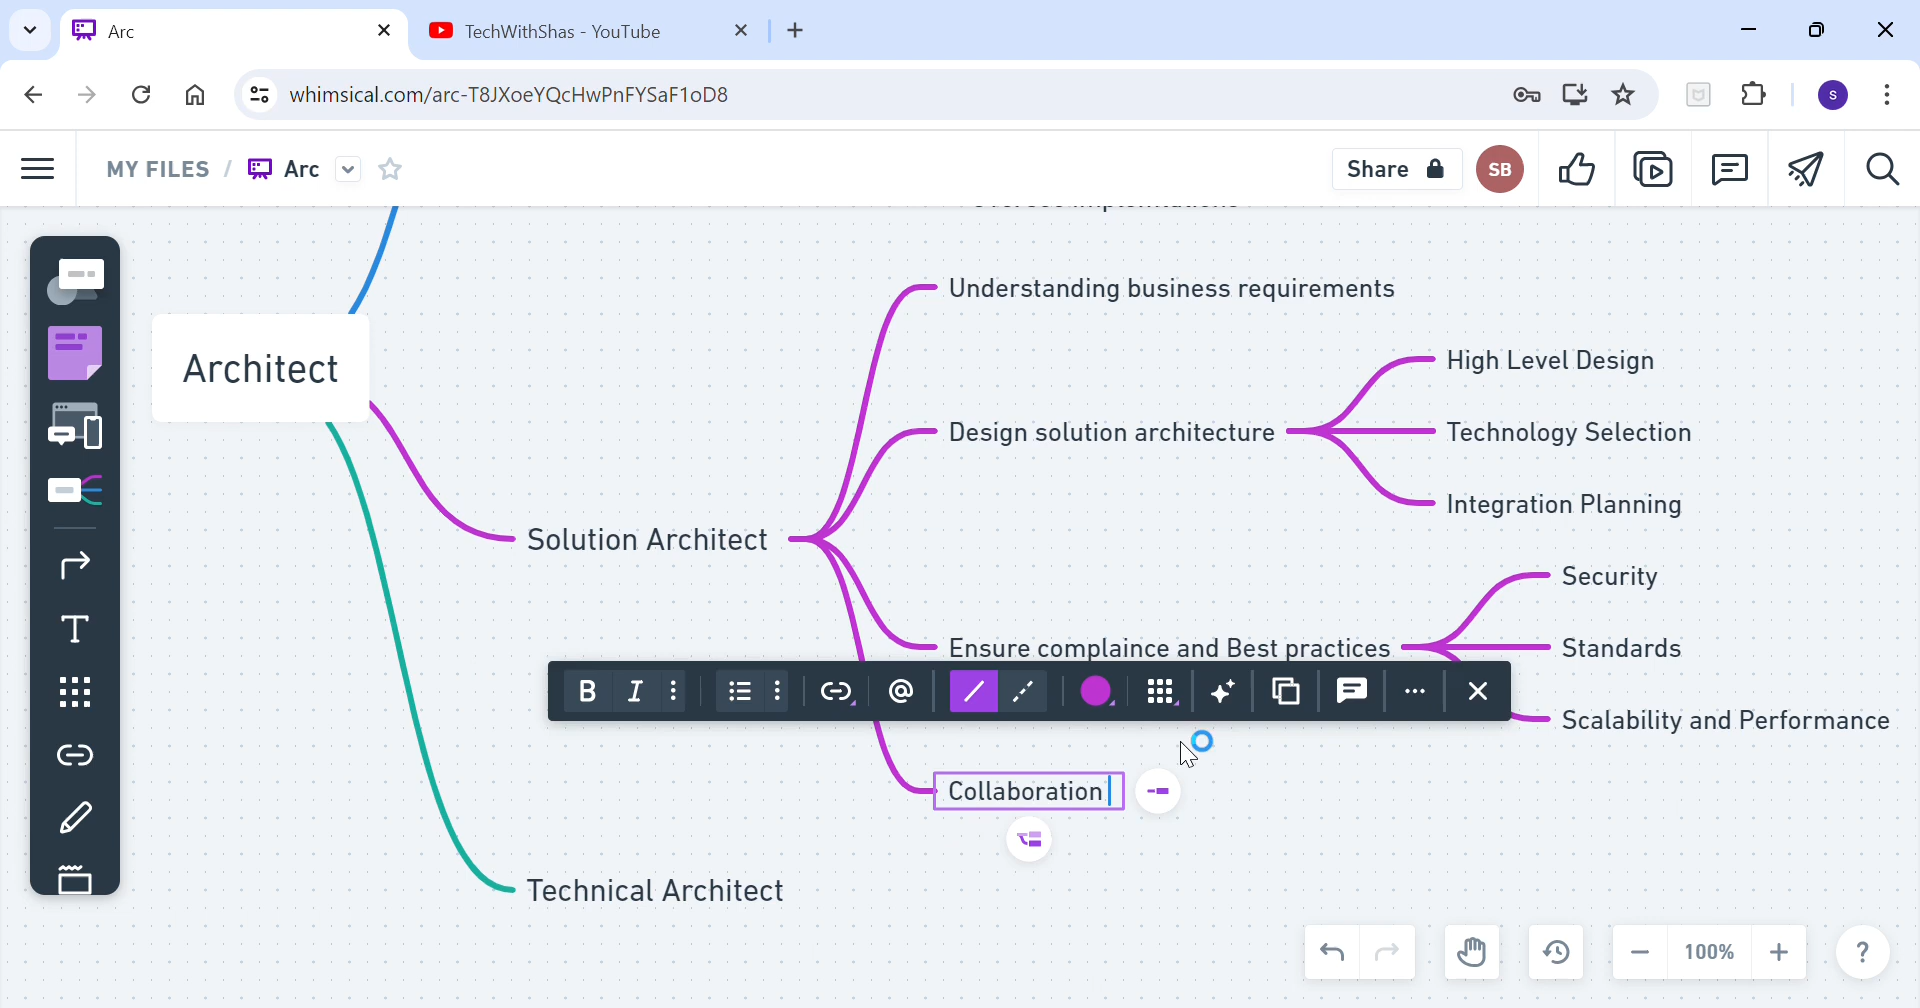 Arc
TechWithShas - YouTube
whimsical.com/arc-T8JXoeYQcHwPnFYSaF1oD8
S
MY FILES / Arc
Share
SB
Understanding business requirements
High Level Design
Architect
Design solution architecture
Technology Selection
Integration Planning
Solution Architect
Security
Ensure complaince and Best practices
Standards
B I
@
Scalability and Performance
Collaboration
Technical Architect
100%
?